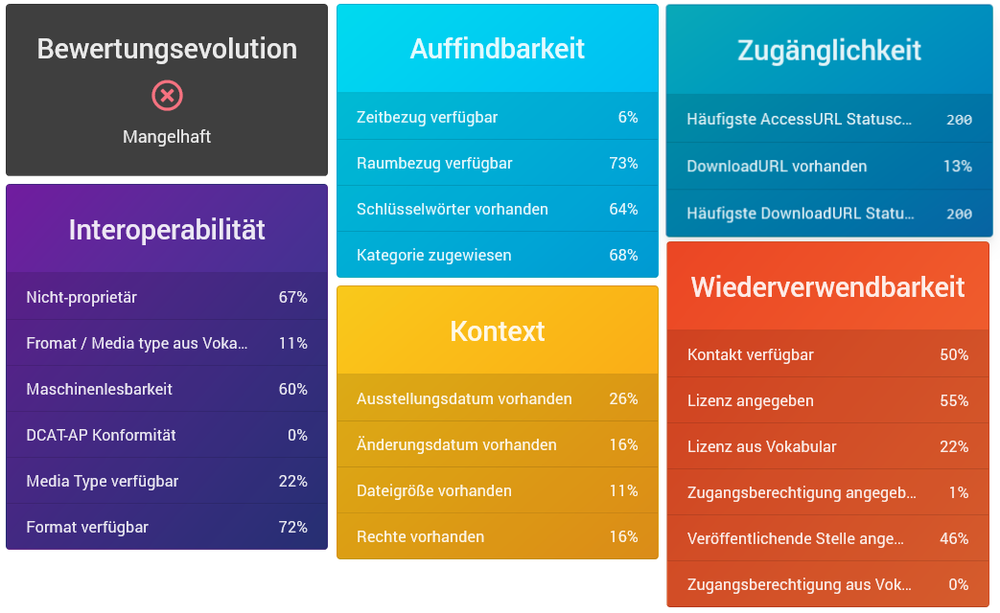 Bewertungsevolution
Mangelhaft
Interoperabilität
Nicht-proprietär 67%
Fromat / Media type aus Voka... 11%
Maschinenlesbarkeit 60%
DCAT-AP Konformität 0%
Media Type verfügbar 22%
Format verfügbar 72%
Auffindbarkeit
Zeitbezug verfügbar 6%
Raumbezug verfügbar 73%
Schlüsselwörter vorhanden 64%
Kategorie zugewiesen 68%
Kontext
Ausstellungsdatum vorhanden 26%
Änderungsdatum vorhanden 16%
Dateigröße vorhanden 11%
Rechte vorhanden 16%
Zugänglichkeit
Häufigste AccessURL Statusc... 200
DownloadURL vorhanden 13%
Häufigste DownloadURL Statu... 200
Wiederverwendbarkeit
Kontakt verfügbar 50%
Lizenz angegeben 55%
Lizenz aus Vokabular 22%
Zugangsberechtigung angegeb... 1%
Veröffentlichende Stelle ange... 46%
Zugangsberechtigung aus Vok... 0%